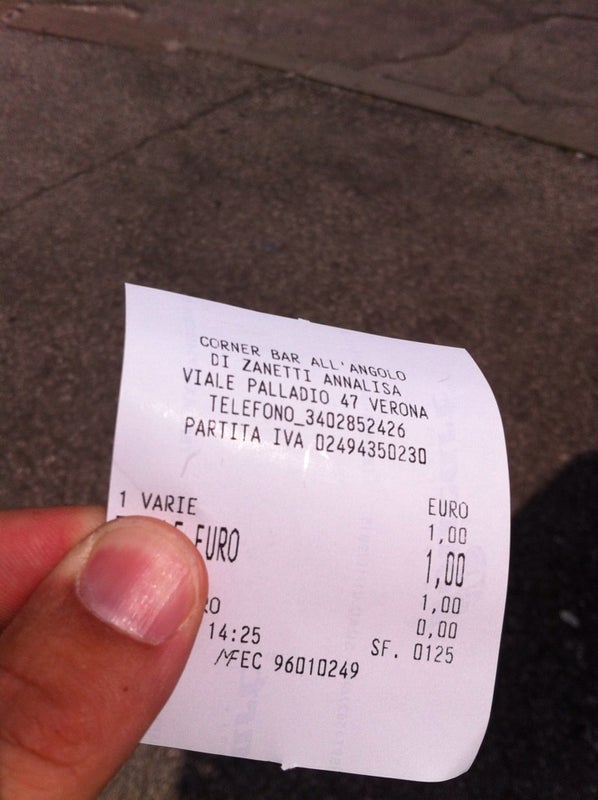 CORNER BAR ALL'ANGOLO
DI ZANETTI ANNALISA
VIALE PALLADIO 47 VERONA
TELEFONO_3402852426
PARTITA IVA 02494350230
EURO
1 VARIE 1,00
EURO 1,00
1,00
0,00
14:25 SF. 0125
MFEC 96010249